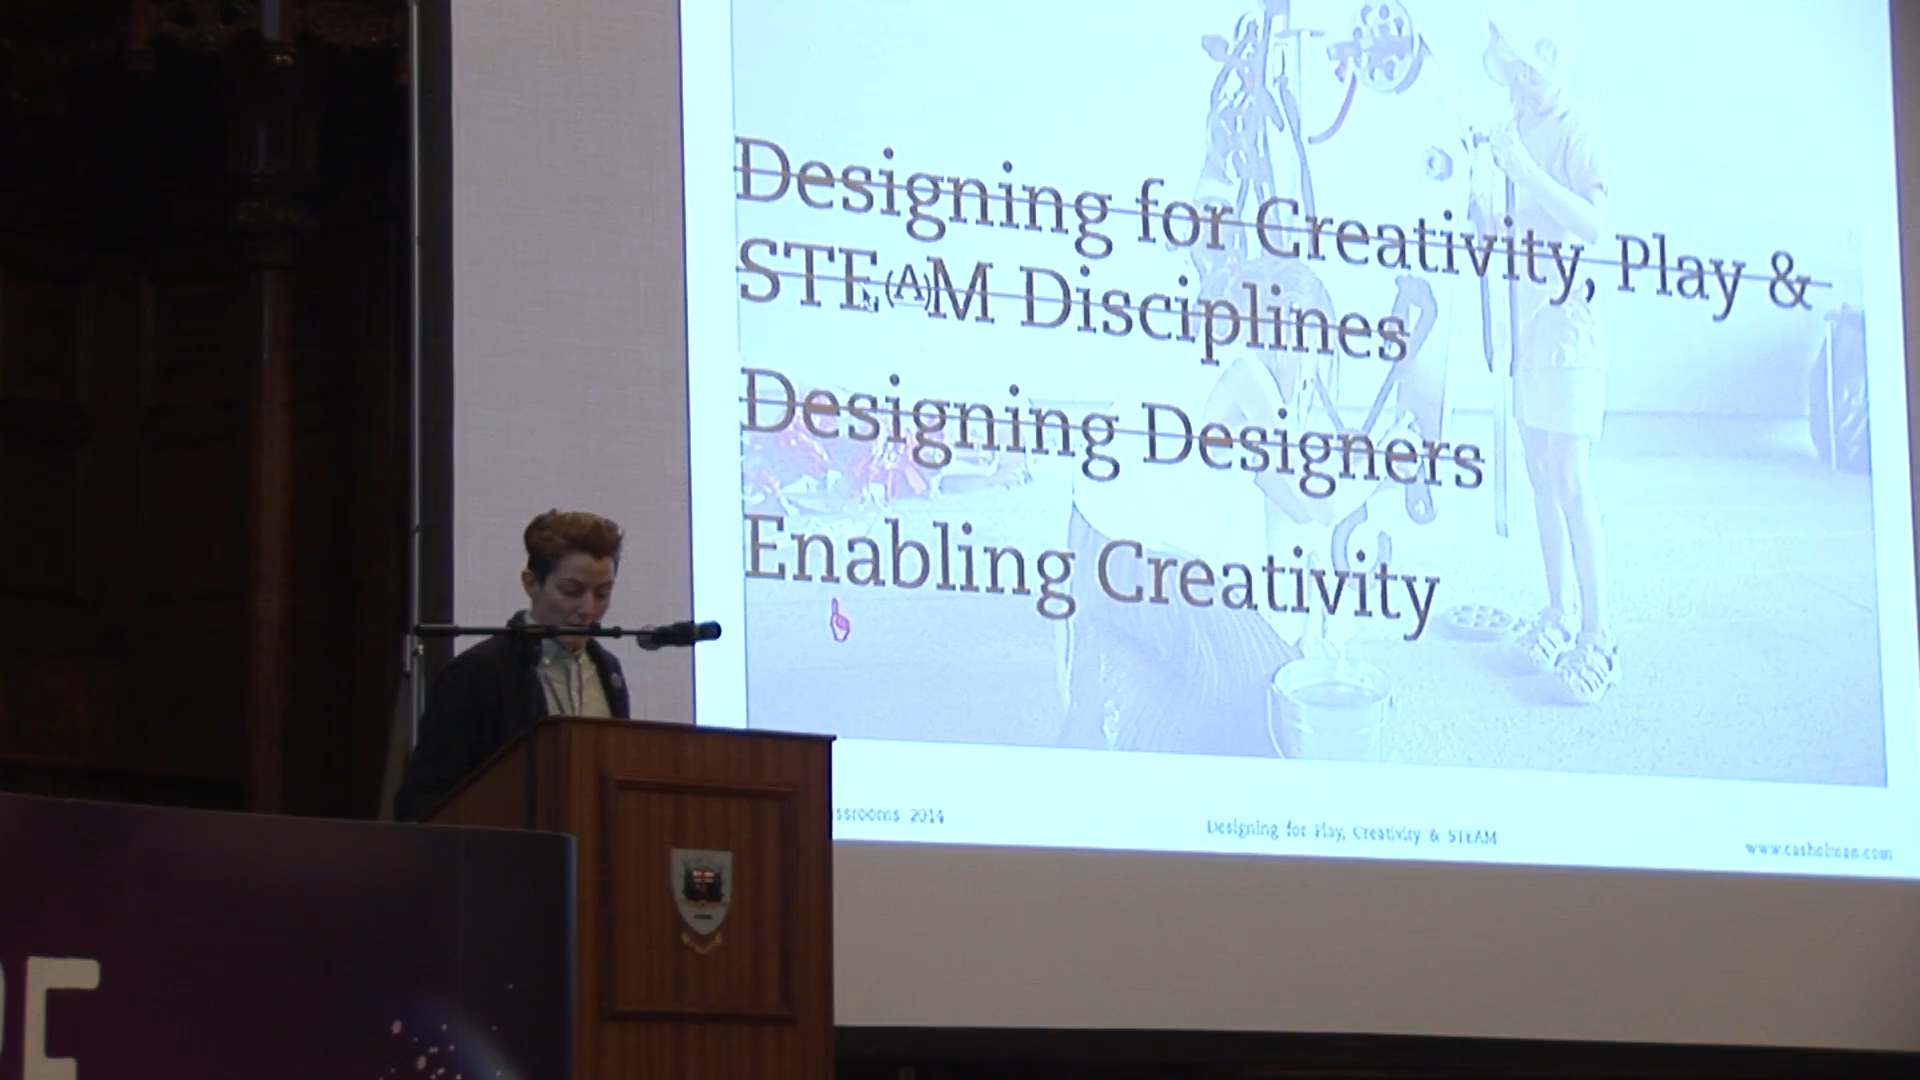 Designing for Creativity, Play &
STE(A)M Disciplines
Designing Designers
Enabling Creativity
ssrooms 2014
Designing for Play, Creativity & STEAM
www.casholman.com